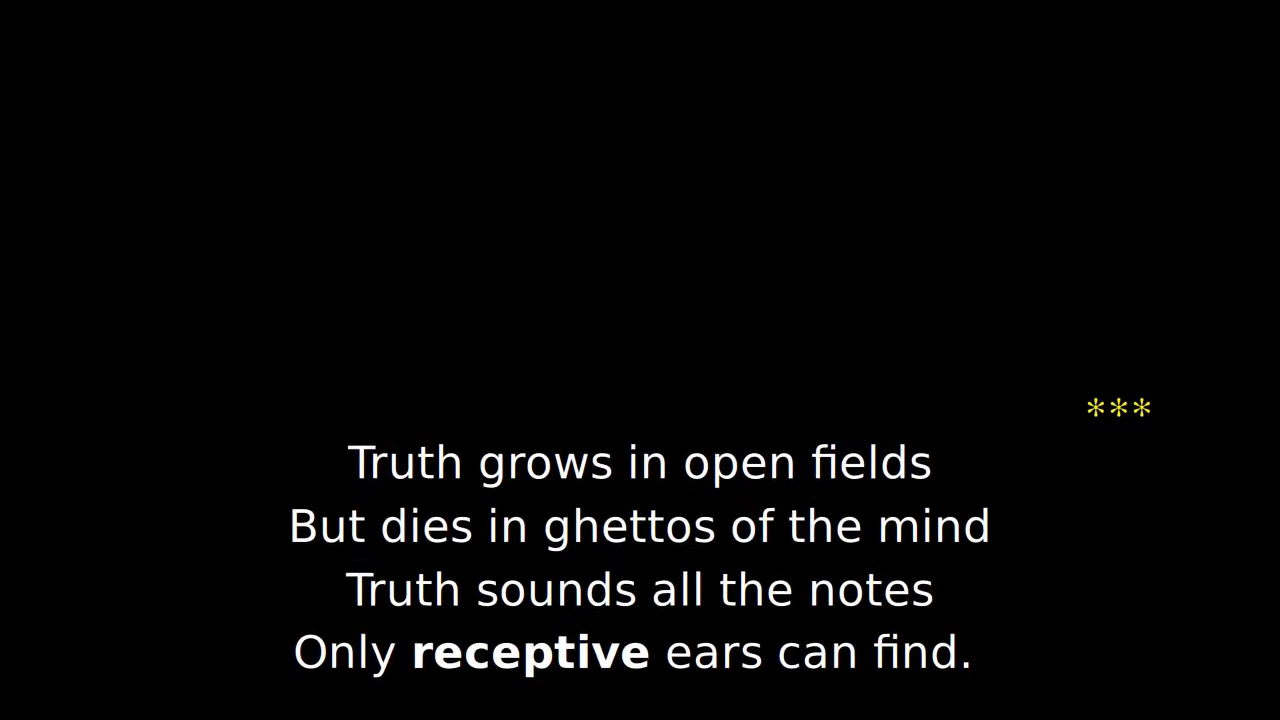 ***
Truth grows in open fields
But dies in ghettos of the mind
Truth sounds all the notes
Only receptive ears can find.